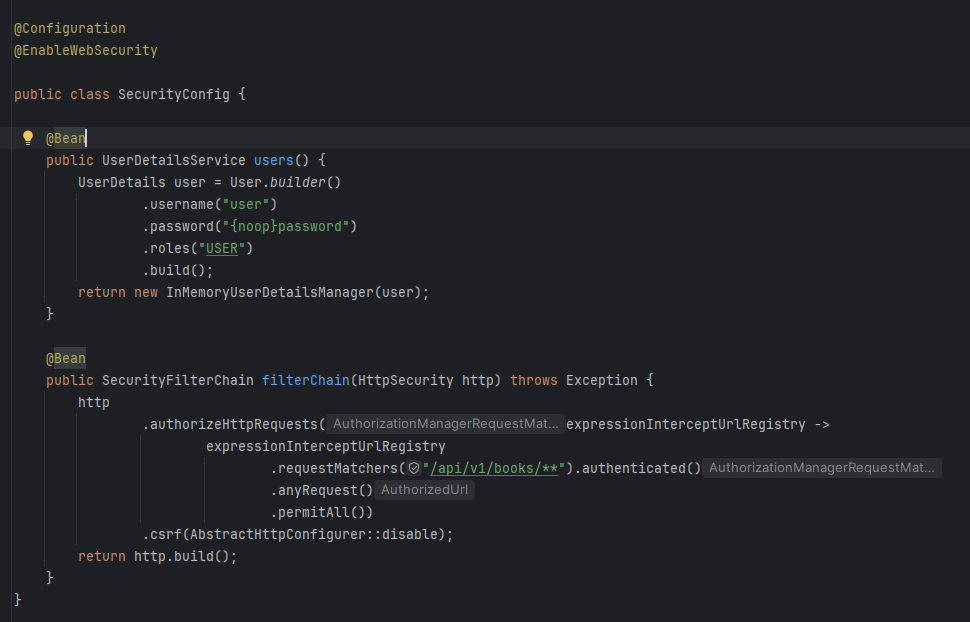 @Configuration
@EnableWebSecurity
public class SecurityConfig {
@Bean
public UserDetailsService users() {
UserDetails user = User.builder()
.username("user")
.password("{noop}password")
.roles("USER")
.build();
return new InMemoryUserDetailsManager(user);
}
@Bean
public SecurityFilterChain filterChain(HttpSecurity http) throws Exception {
http
.authorizeHttpRequests( AuthorizationManagerRequestMat... expressionInterceptUrlRegistry ->
expressionInterceptUrlRegistry
.requestMatchers("/api/v1/books/**").authenticated() AuthorizationManagerRequestMat...
.anyRequest() AuthorizedUrl
.permitAll())
.csrf(AbstractHttpConfigurer::disable);
return http.build();
}
}